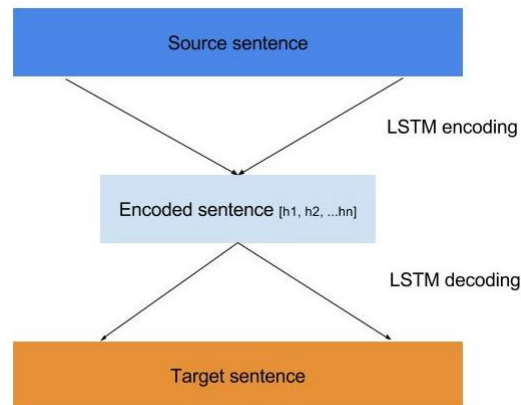 Source sentence
LSTM encoding
Encoded sentence [h1, h2, ...hn]
LSTM decoding
Target sentence